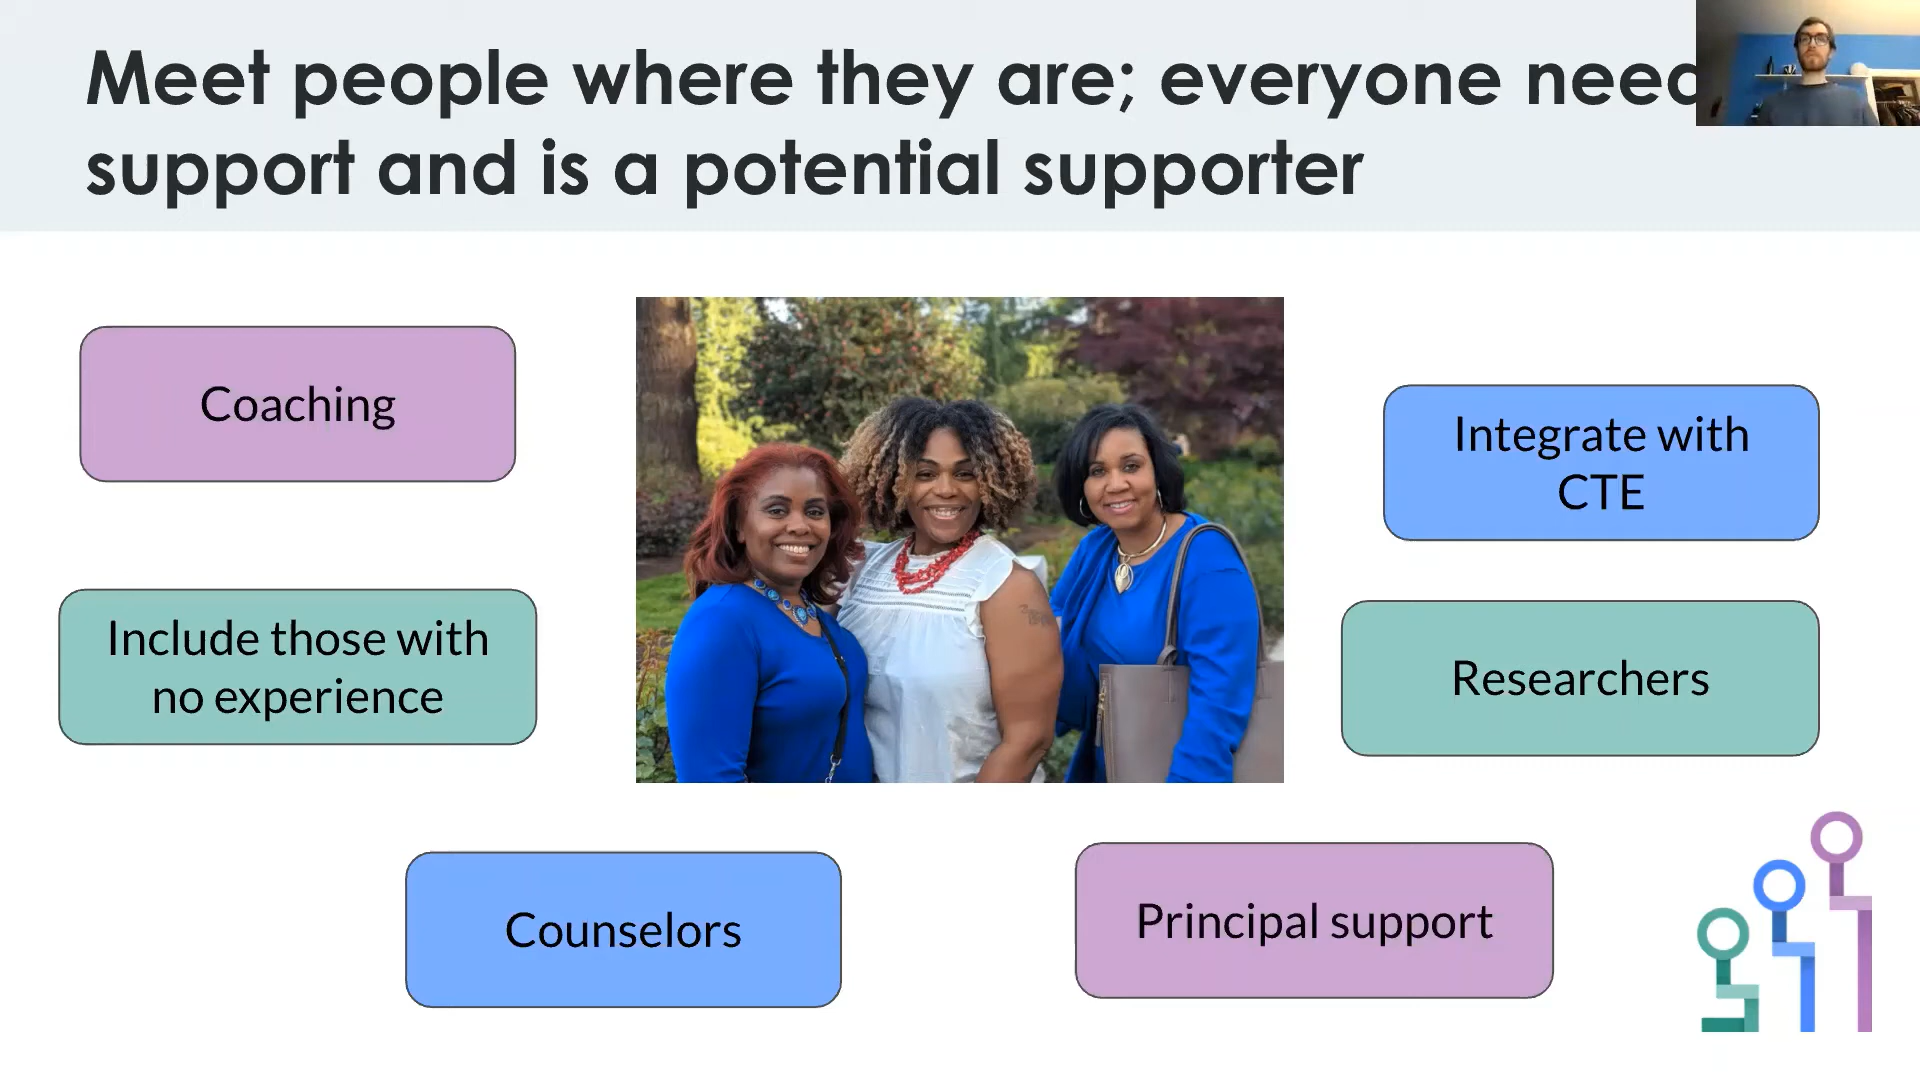 Meet people where they are; everyone
support and is a potential supporter
Coaching
Integrate with
CTE
Include those with
no experience
Researchers
Counselors
Principal support